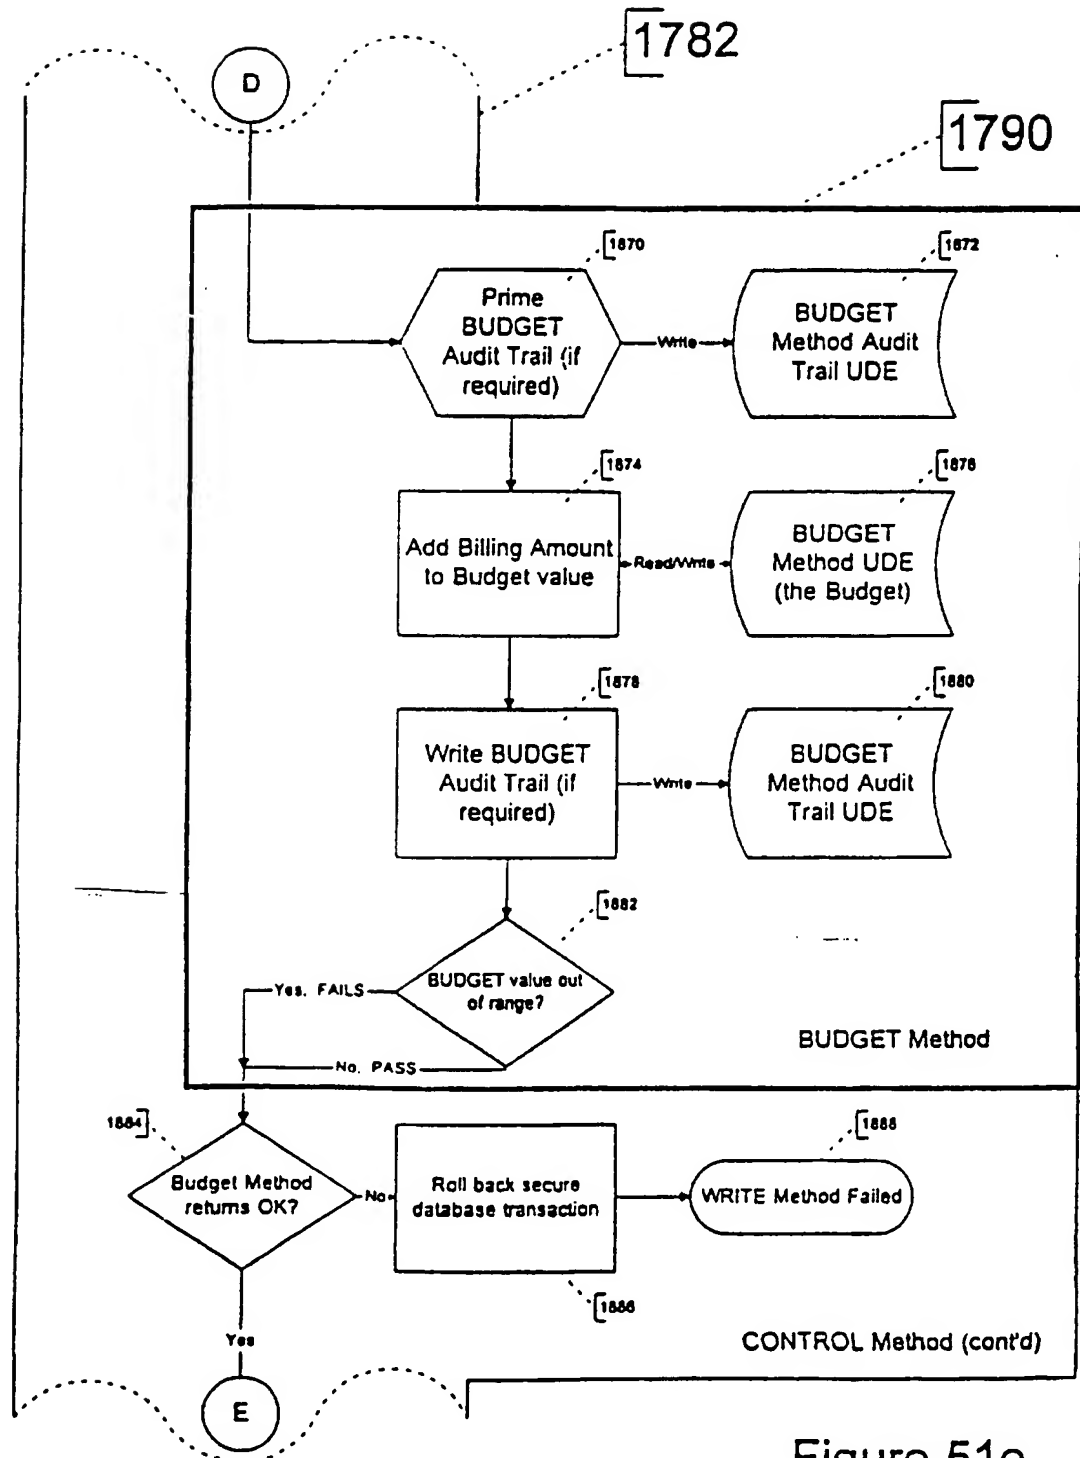 1782
D
1790
1870
Prime
BUDGET
Audit Trail (if
required)
Write
1872
BUDGET
Method Audit
Trail UDE
1874
Add Billing Amount
to Budget value
Read/Write
1876
BUDGET
Method UDE
(the Budget)
1878
Write BUDGET
Audit Trail (if
required)
Write
1880
BUDGET
Method Audit
Trail UDE
1882
BUDGET value out
of range?
Yes, FAILS
No, PASS
BUDGET Method
1884
Budget Method
returns OK?
No
Roll back secure
database transaction
1886
1888
WRITE Method Failed
Yes
CONTROL Method (cont'd)
E
Figure 51e